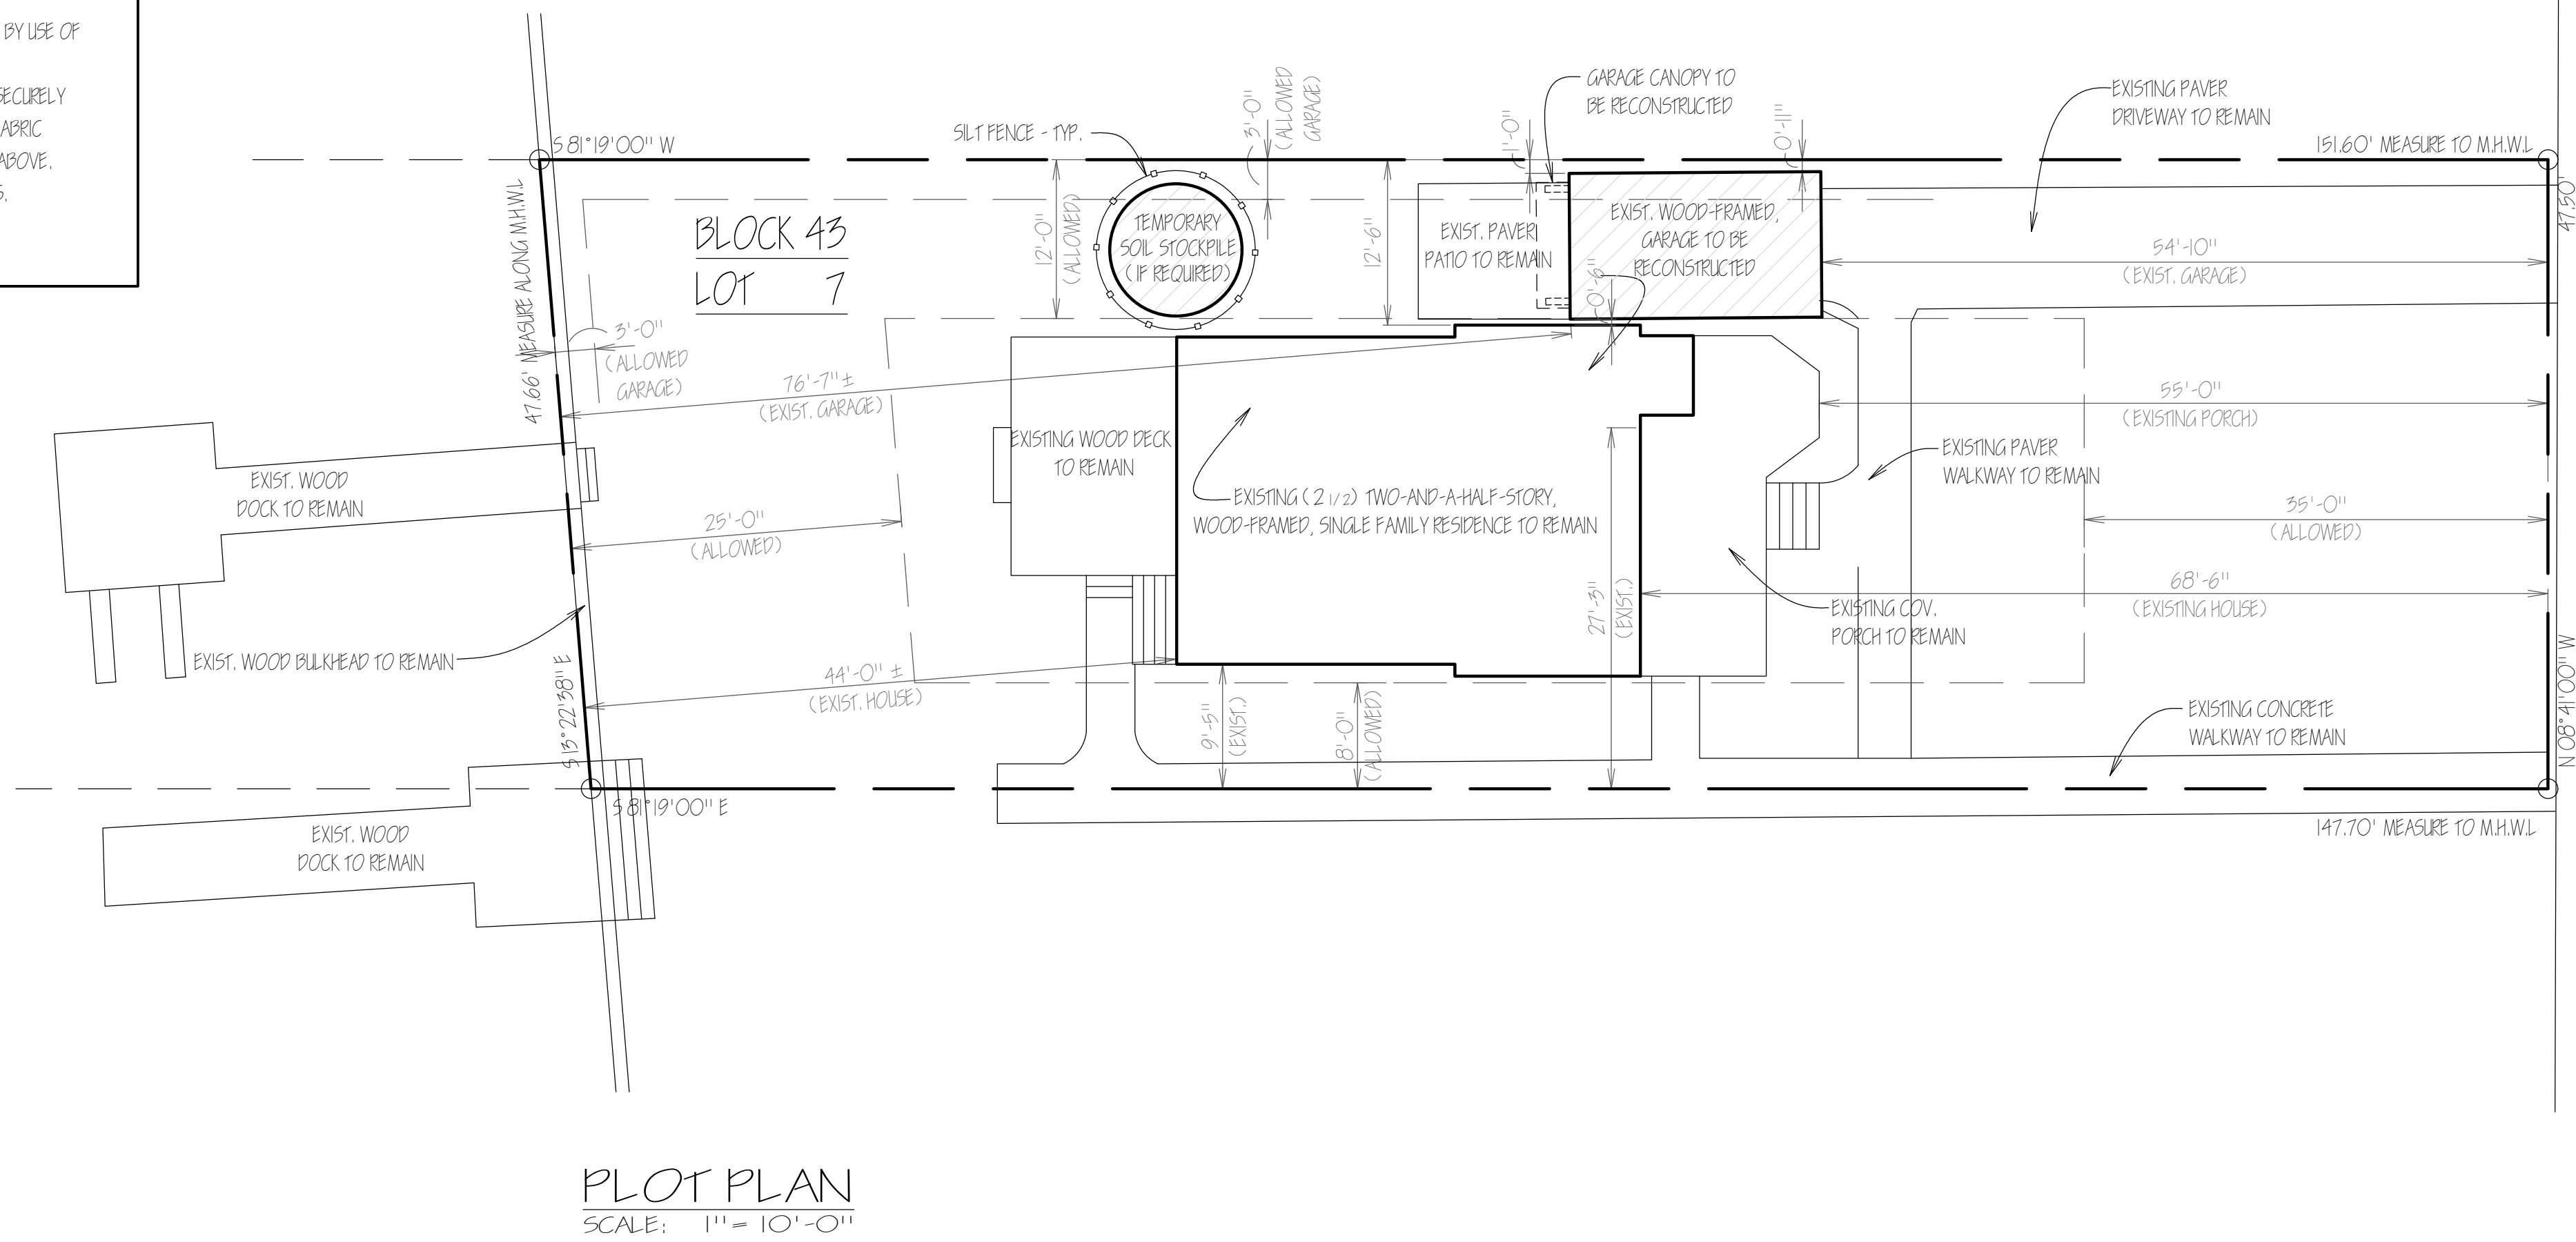 BY USE OF
SECURELY
ABRIC
ABOVE.
S.
GARAGE CANOPY TO
BE RECONSTRUCTED
EXISTING PAVER
DRIVEWAY TO REMAIN
SILT FENCE - TYP.
3'-0"
(ALLOWED
GARAGE)
1'-0"
0'-11"
S 81°19'00" W
151.60' MEASURE TO M.H.W.L
47.50'
47.66' MEASURE ALONG M.H.W.L
BLOCK 43
LOT 7
12'-0"
(ALLOWED)
TEMPORARY
SOIL STOCKPILE
(IF REQUIRED)
12'-6"
EXIST. PAVER
PATIO TO REMAIN
EXIST. WOOD-FRAMED,
GARAGE TO BE
RECONSTRUCTED
0'-6"
54'-10"
(EXIST. GARAGE)
3'-0"
(ALLOWED
GARAGE)
76'-7"±
(EXIST. GARAGE)
55'-0"
(EXISTING PORCH)
EXISTING WOOD DECK
TO REMAIN
EXISTING PAVER
WALKWAY TO REMAIN
EXIST. WOOD
DOCK TO REMAIN
EXISTING (2 1/2) TWO-AND-A-HALF-STORY,
WOOD-FRAMED, SINGLE FAMILY RESIDENCE TO REMAIN
25'-0"
(ALLOWED)
35'-0"
(ALLOWED)
27'-3"
(EXIST.)
68'-6"
(EXISTING HOUSE)
EXISTING COV.
PORCH TO REMAIN
EXIST. WOOD BULKHEAD TO REMAIN
44'-0" ±
(EXIST. HOUSE)
S 13°22'38" E
9'-5"
(EXIST.)
8'-0"
(ALLOWED)
EXISTING CONCRETE
WALKWAY TO REMAIN
N 08°41'00" W
S 81°19'00" E
EXIST. WOOD
DOCK TO REMAIN
147.70' MEASURE TO M.H.W.L
PLOT PLAN
SCALE: 1" = 10'-0"